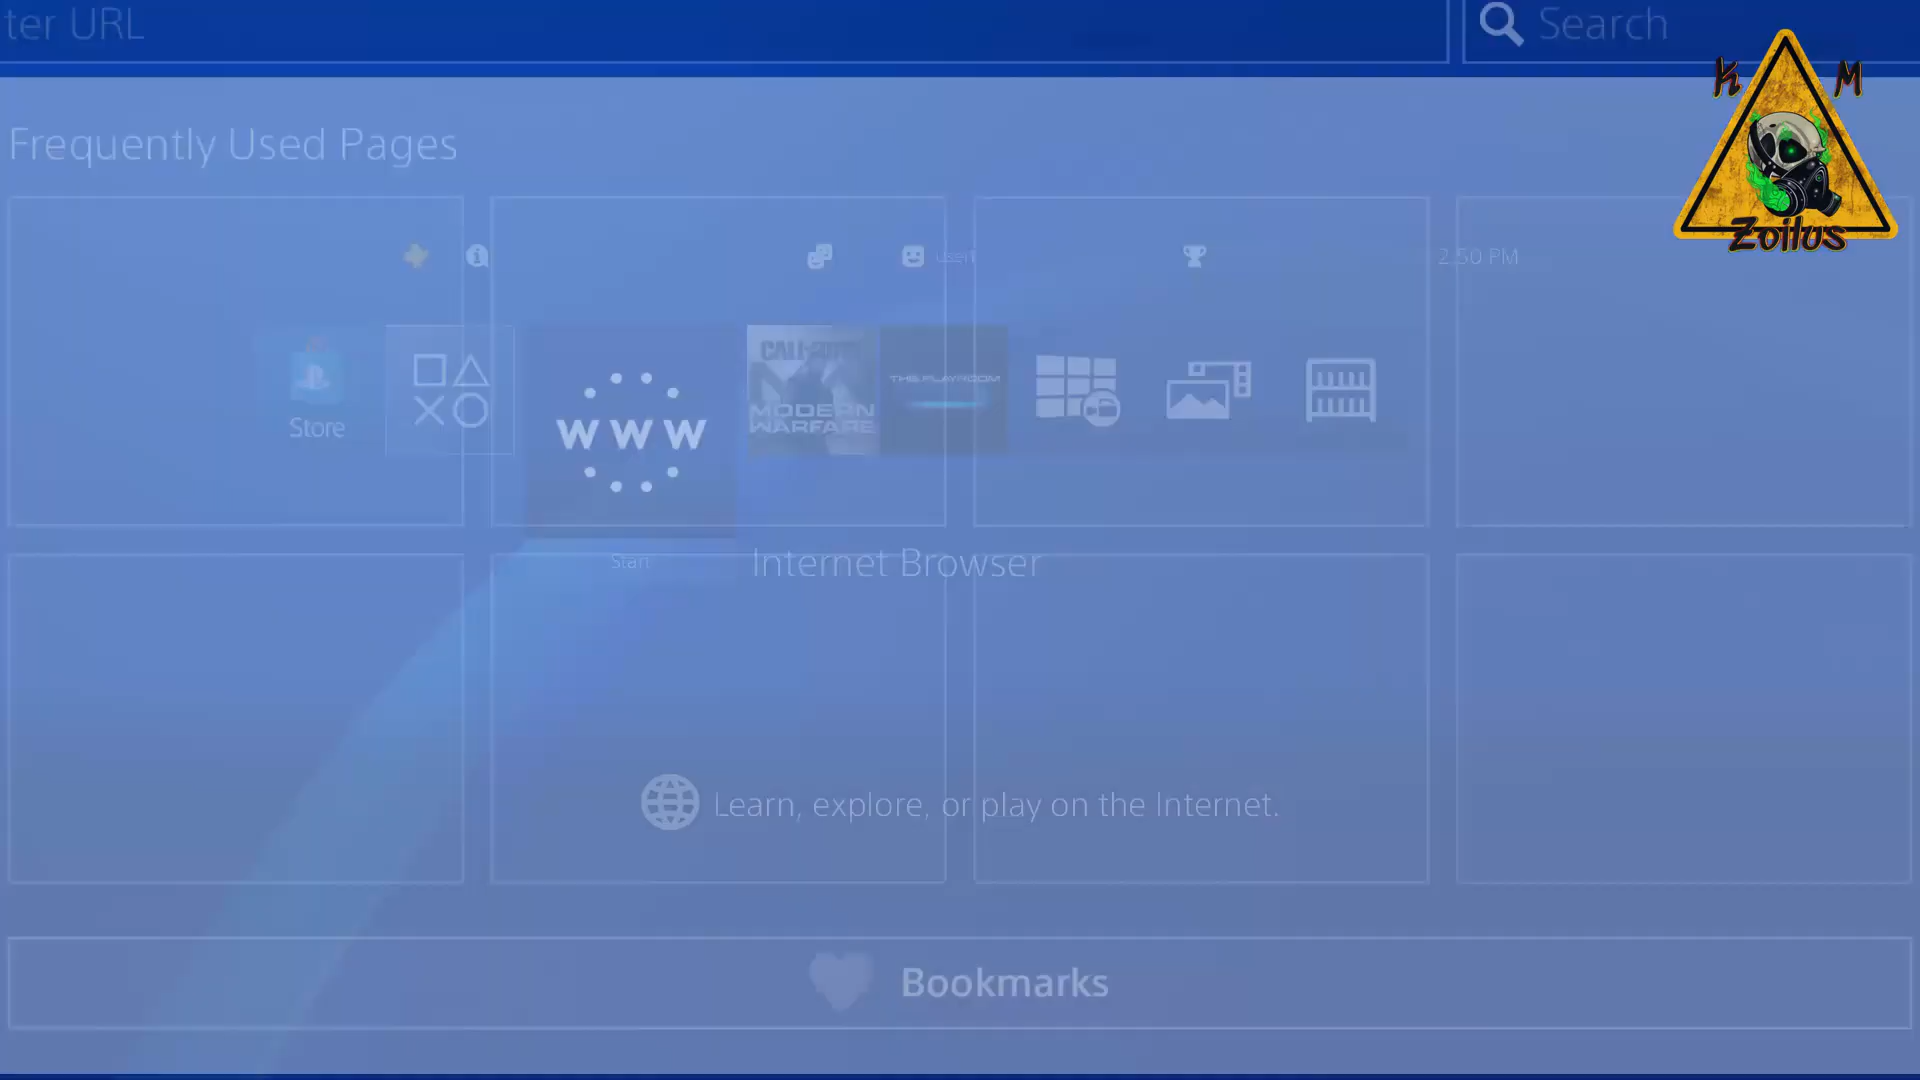 ter URL
Search
K M
Zoilus
Frequently Used Pages
2:50 PM
Store
WWW
CALL OF DUTY
MODERN
WARFARE
THE PLAYROOM
Start
Internet Browser
Learn, explore, or play on the Internet.
Bookmarks